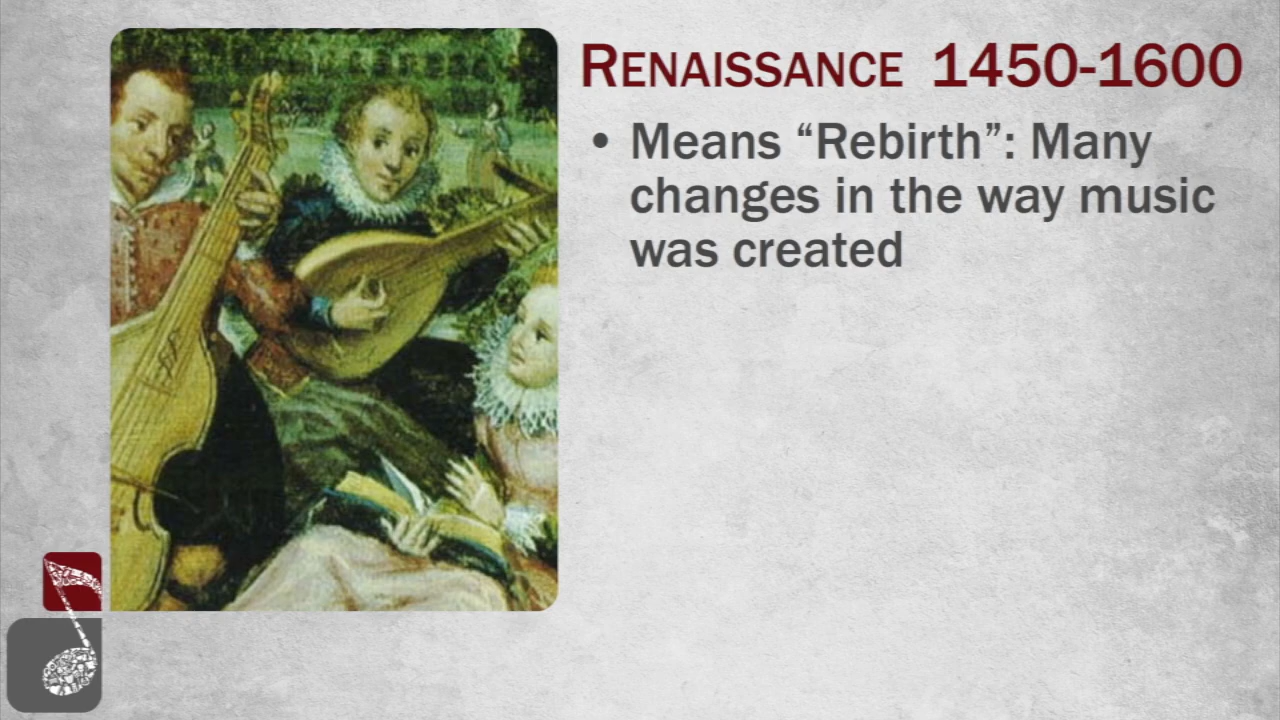 RENAISSANCE 1450-1600
• Means “Rebirth”: Many
changes in the way music
was created